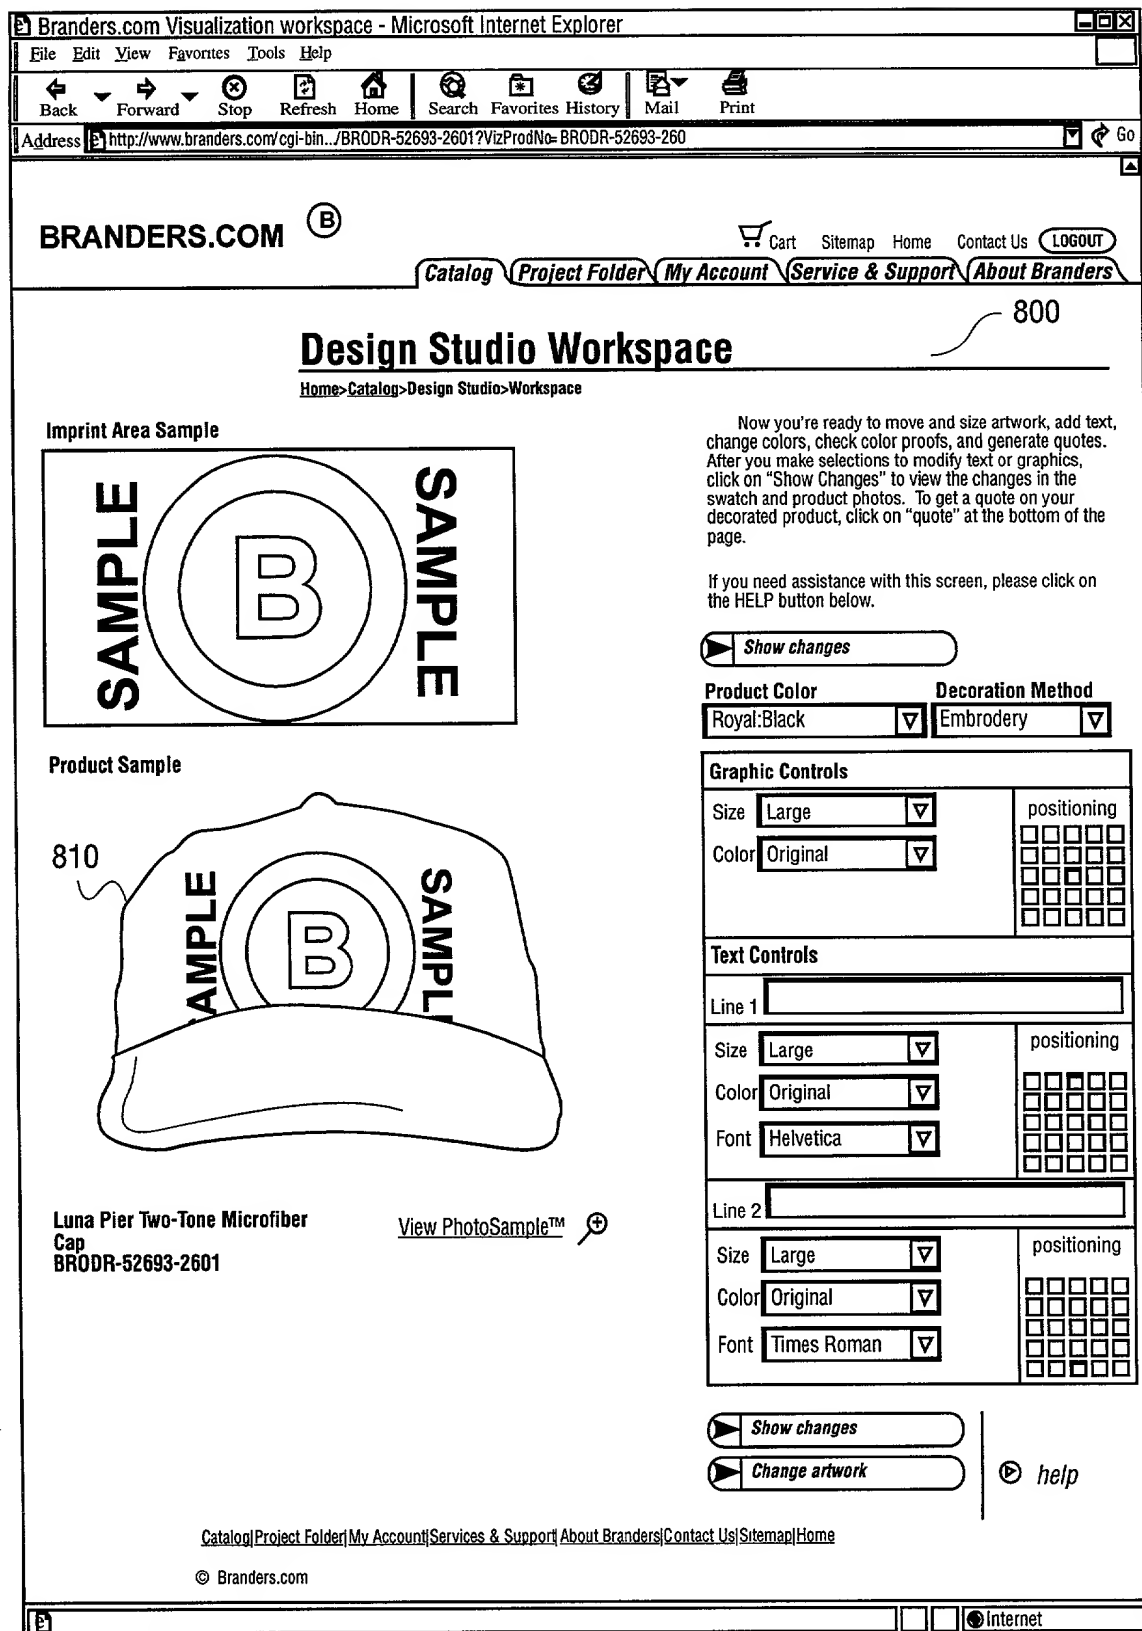 Branders.com Visualization workspace - Microsoft Internet Explorer
File Edit View Favorites Tools Help
Back Forward Stop Refresh Home Search Favorites History Mail Print
Address http://www.branders.com/cgi-bin../BRODR-52693-2601?VizProdNo=BRODR-52693-260 Go
BRANDERS.COM B
Cart Sitemap Home Contact Us LOGOUT
Catalog Project Folder My Account Service & Support About Branders
800
Design Studio Workspace
Home>Catalog>Design Studio>Workspace
Imprint Area Sample
SAMPLE B SAMPLE
Product Sample
810
SAMPLE B SAMPLE
Luna Pier Two-Tone Microfiber
Cap
BRODR-52693-2601
View PhotoSample™
Now you're ready to move and size artwork, add text,
change colors, check color proofs, and generate quotes.
After you make selections to modify text or graphics,
click on "Show Changes" to view the changes in the
swatch and product photos. To get a quote on your
decorated product, click on "quote" at the bottom of the
page.
If you need assistance with this screen, please click on
the HELP button below.
Show changes
Product Color Decoration Method
Royal:Black Embrodery
Graphic Controls
Size Large positioning
Color Original
Text Controls
Line 1
Size Large positioning
Color Original
Font Helvetica
Line 2
Size Large positioning
Color Original
Font Times Roman
Show changes
Change artwork
help
Catalog|Project Folder|My Account|Services & Support|About Branders|Contact Us|Sitemap|Home
© Branders.com
Internet